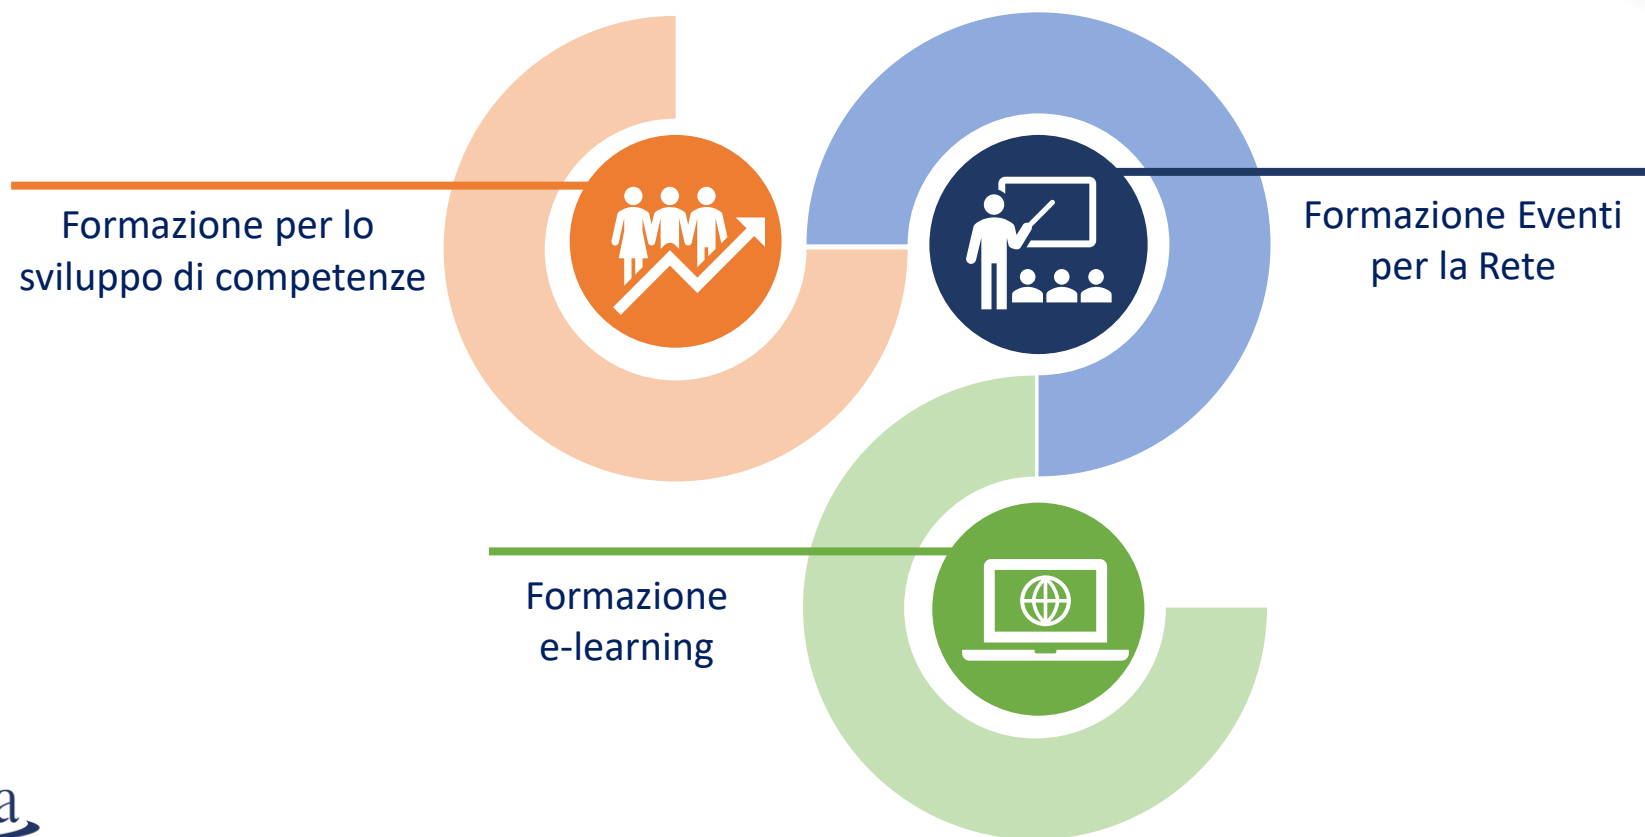 Formazione per lo
sviluppo di competenze
Formazione Eventi
per la Rete
Formazione
e-learning
a